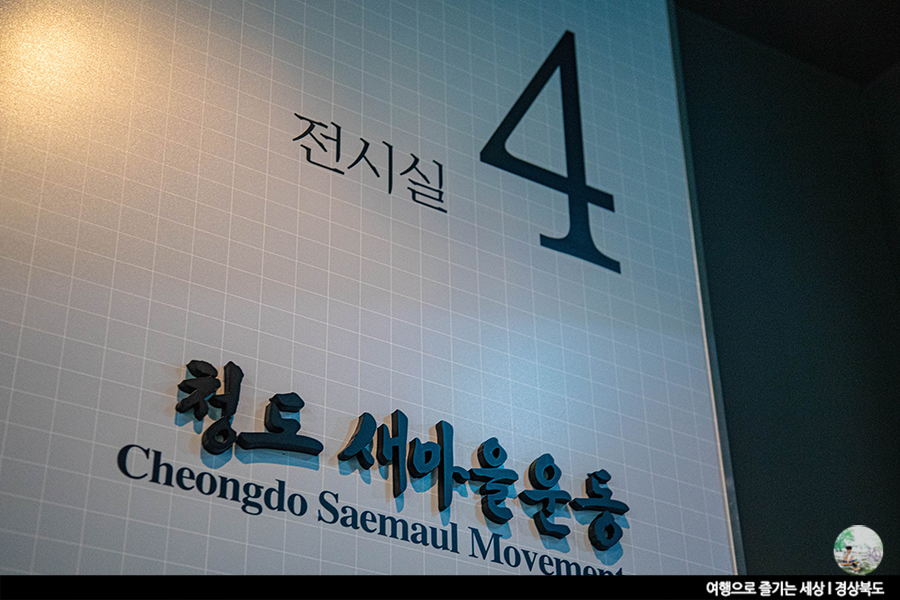 전시실 4
청도 새마을운동
Cheongdo Saemaul Movement
여행으로 즐기는 세상 I 경상북도